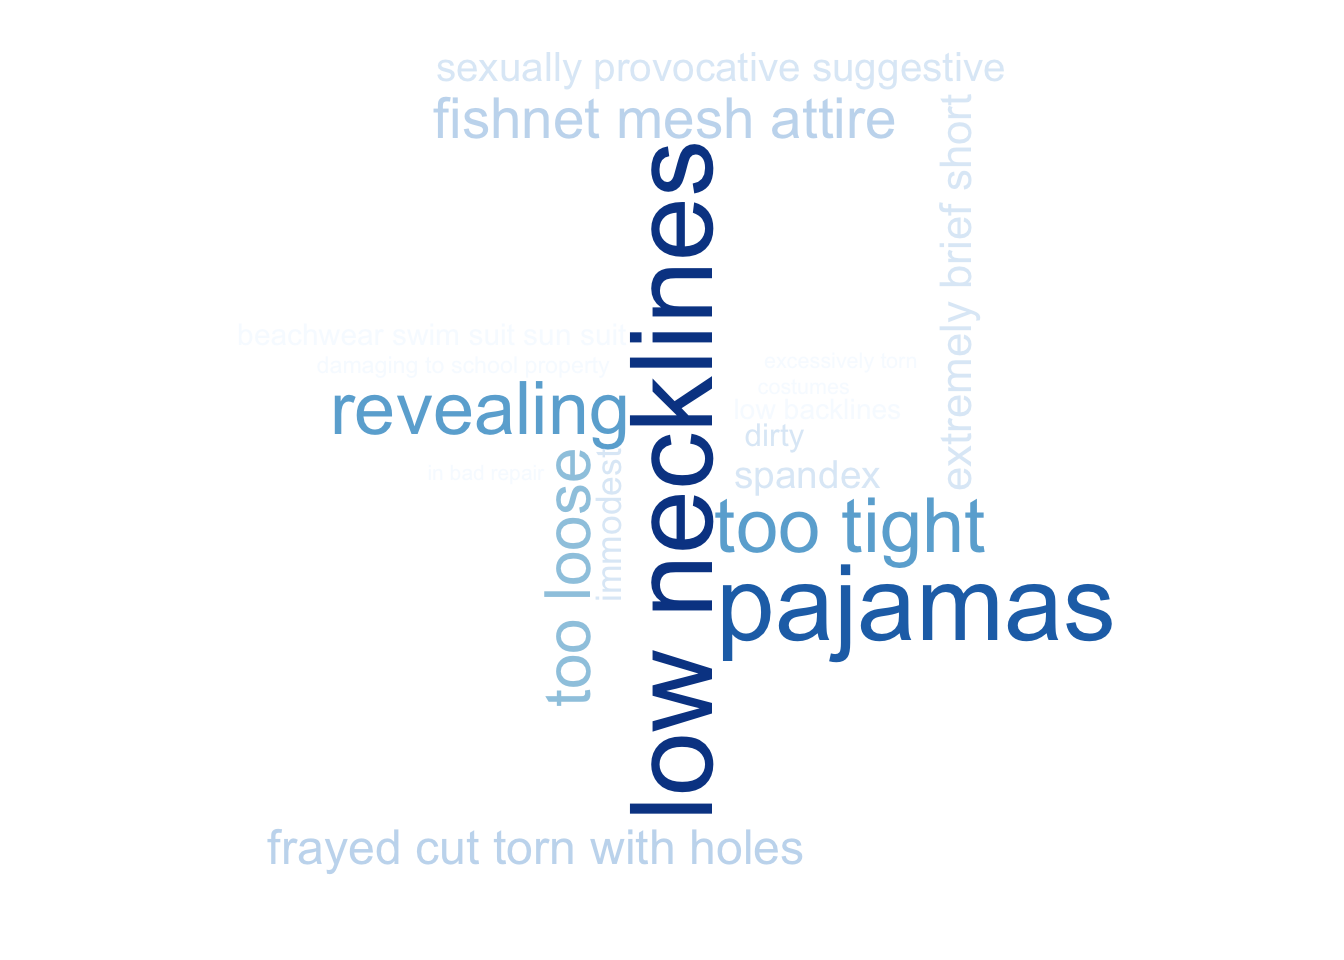 sexually provocative suggestive
fishnet mesh attire
extremely brief short
low necklines
beachwear swim suit sun suit
damaging to school property
excessively torn
costumes
revealing
low backlines
dirty
in bad repair
too loose
immodest
spandex
too tight
pajamas
frayed cut torn with holes